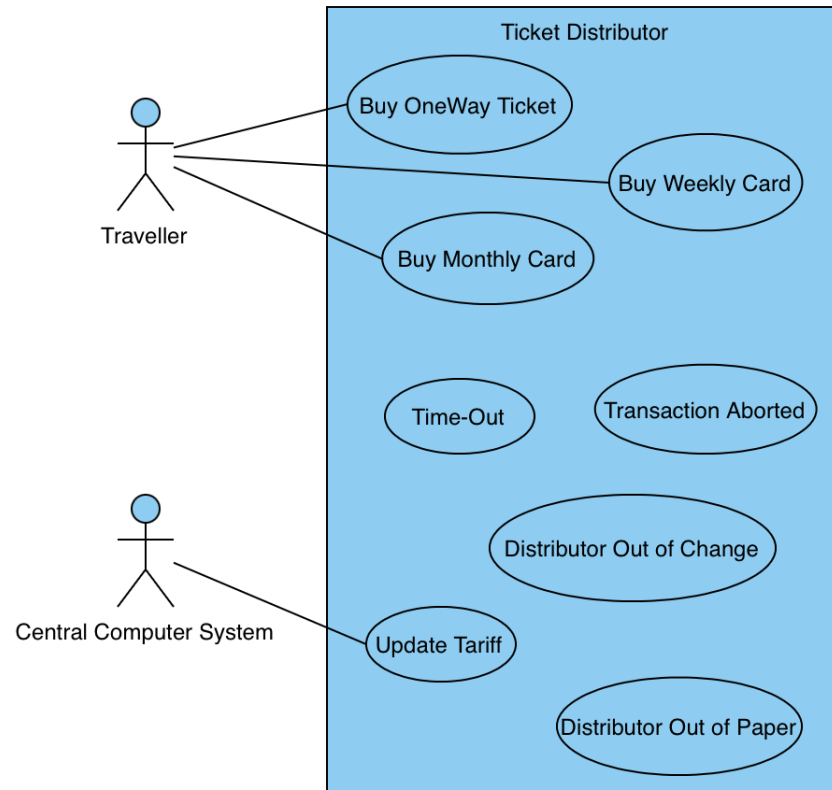 Ticket Distributor
Buy OneWay Ticket
Buy Weekly Card
Traveller
Buy Monthly Card
Time-Out
Transaction Aborted
Distributor Out of Change
Central Computer System
Update Tariff
Distributor Out of Paper